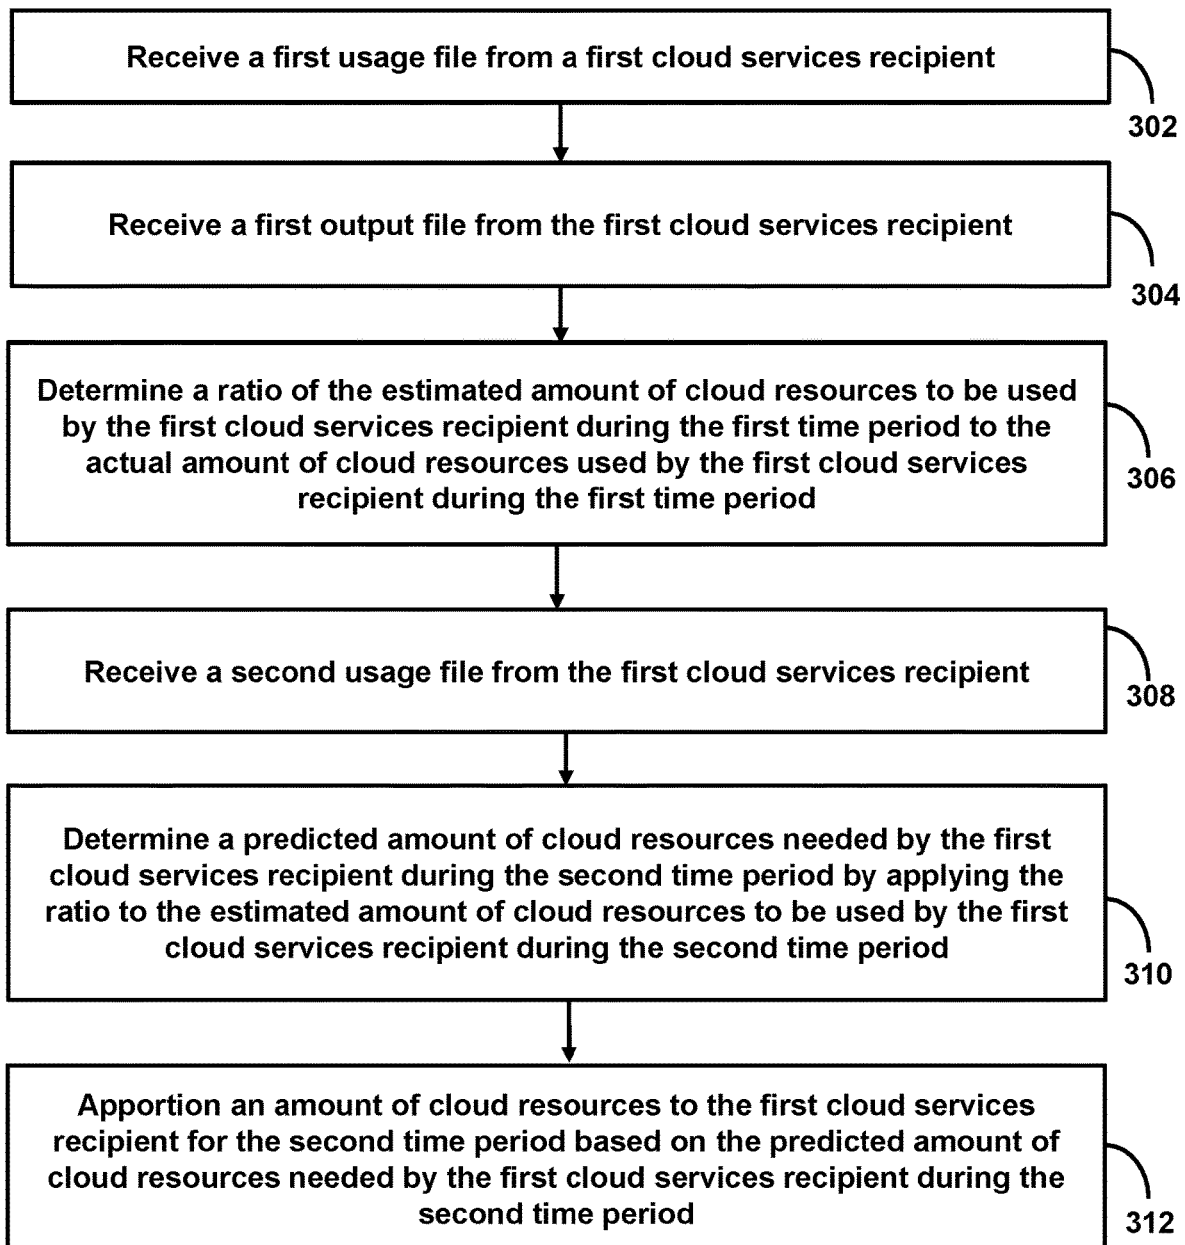 Receive a first usage file from a first cloud services recipient
302
Receive a first output file from the first cloud services recipient
304
Determine a ratio of the estimated amount of cloud resources to be used
by the first cloud services recipient during the first time period to the
actual amount of cloud resources used by the first cloud services
recipient during the first time period
306
Receive a second usage file from the first cloud services recipient
308
Determine a predicted amount of cloud resources needed by the first
cloud services recipient during the second time period by applying the
ratio to the estimated amount of cloud resources to be used by the first
cloud services recipient during the second time period
310
Apportion an amount of cloud resources to the first cloud services
recipient for the second time period based on the predicted amount of
cloud resources needed by the first cloud services recipient during the
second time period
312